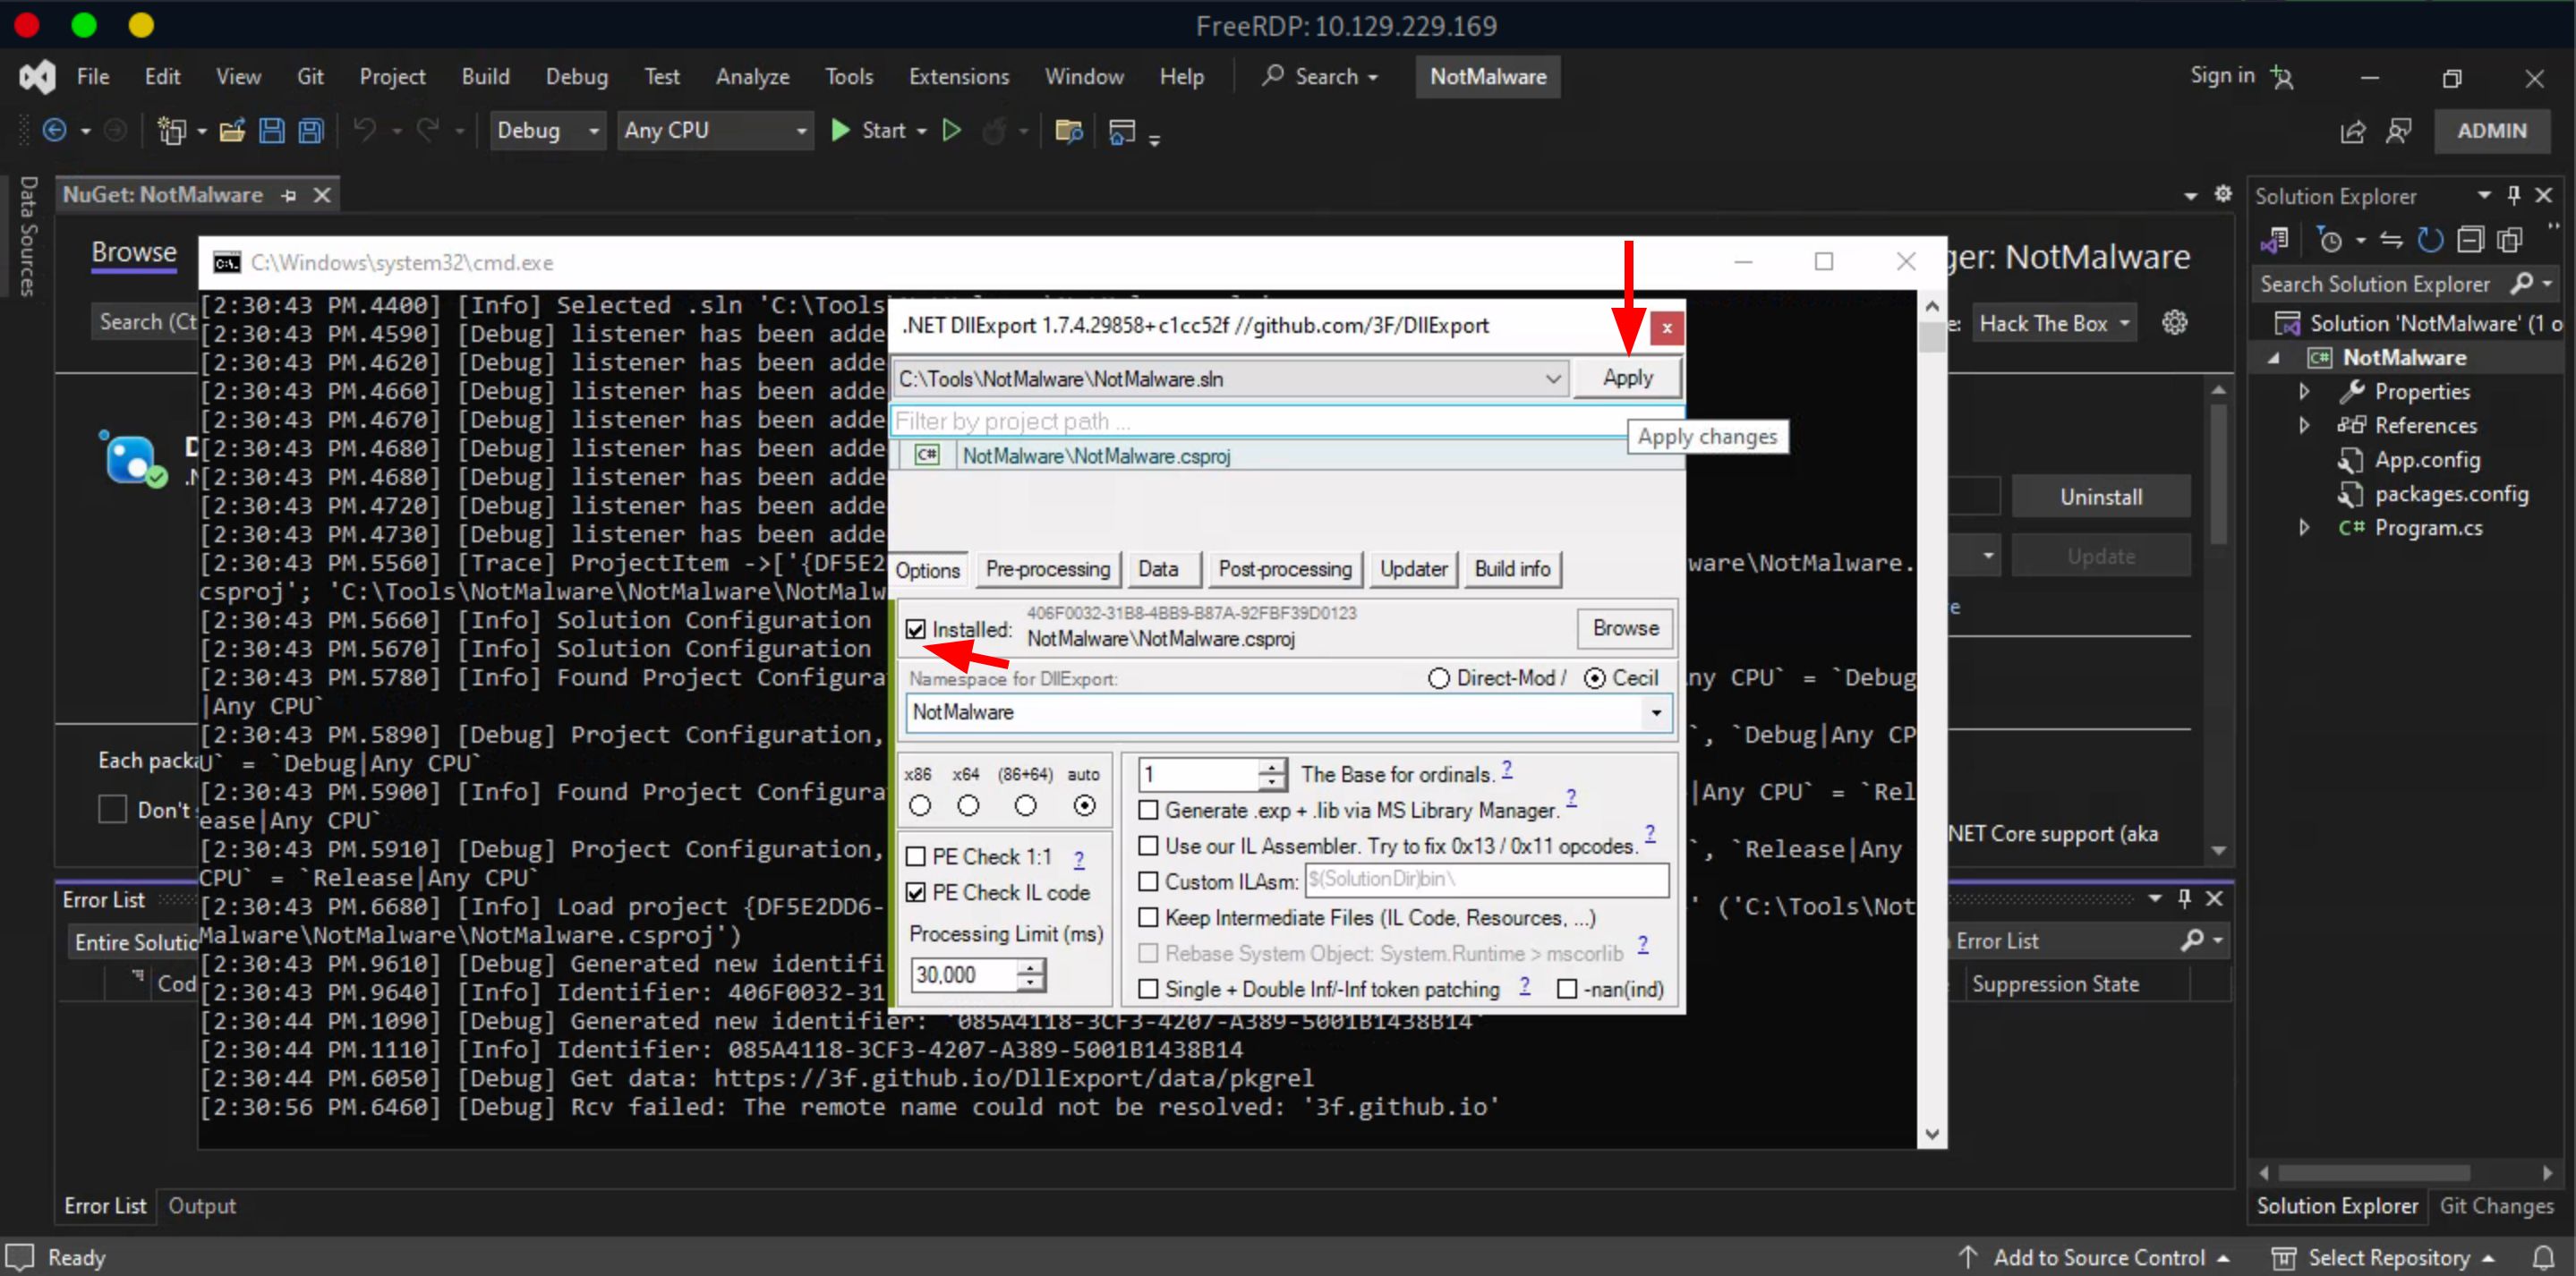 FreeRDP: 10.129.229.169
File Edit View Git Project Build Debug Test Analyze Tools Extensions Window Help Search NotMalware Sign in
Debug Any CPU Start ADMIN
Data Sources
NuGet: NotMalware
Browse
ger: NotMalware
Search (Ct
e: Hack The Box
.N
Uninstall
Update
e
Each packa
Don't
NET Core support (aka
C:\Windows\system32\cmd.exe
[2:30:43 PM.4400] [Info] Selected .sln 'C:\Tools
[2:30:43 PM.4590] [Debug] listener has been adde
[2:30:43 PM.4620] [Debug] listener has been adde
[2:30:43 PM.4660] [Debug] listener has been adde
[2:30:43 PM.4670] [Debug] listener has been adde
[2:30:43 PM.4680] [Debug] listener has been adde
[2:30:43 PM.4680] [Debug] listener has been adde
[2:30:43 PM.4720] [Debug] listener has been adde
[2:30:43 PM.4730] [Debug] listener has been adde
[2:30:43 PM.5560] [Trace] ProjectItem ->['{DF5E2 ware\NotMalware.
csproj'; 'C:\Tools\NotMalware\NotMalware\NotMalw
[2:30:43 PM.5660] [Info] Solution Configuration
[2:30:43 PM.5670] [Info] Solution Configuration
[2:30:43 PM.5780] [Info] Found Project Configura ny CPU` = `Debug
|Any CPU`
[2:30:43 PM.5890] [Debug] Project Configuration, `, `Debug|Any CP
U` = `Debug|Any CPU`
[2:30:43 PM.5900] [Info] Found Project Configura |Any CPU` = `Rel
ease|Any CPU`
[2:30:43 PM.5910] [Debug] Project Configuration, `, `Release|Any
CPU` = `Release|Any CPU`
[2:30:43 PM.6680] [Info] Load project {DF5E2DD6- ' ('C:\Tools\Not
Malware\NotMalware\NotMalware.csproj')
[2:30:43 PM.9610] [Debug] Generated new identifi
[2:30:43 PM.9640] [Info] Identifier: 406F0032-31
[2:30:44 PM.1090] [Debug] Generated new identifier: '085A4118-3CF3-4207-A389-5001B1438B14'
[2:30:44 PM.1110] [Info] Identifier: 085A4118-3CF3-4207-A389-5001B1438B14
[2:30:44 PM.6050] [Debug] Get data: https://3f.github.io/DllExport/data/pkgrel
[2:30:56 PM.6460] [Debug] Rcv failed: The remote name could not be resolved: '3f.github.io'
.NET DllExport 1.7.4.29858+c1cc52f //github.com/3F/DllExport x
C:\Tools\NotMalware\NotMalware.sln Apply
Filter by project path ...
Apply changes
C# NotMalware\NotMalware.csproj
Options Pre-processing Data Post-processing Updater Build info
406F0032-31B8-4BB9-B87A-92FBF39D0123
Installed: NotMalware\NotMalware.csproj Browse
Namespace for DllExport: Direct-Mod / Cecil
NotMalware
x86 x64 (86+64) auto
1 The Base for ordinals. ?
Generate .exp + .lib via MS Library Manager. ?
Use our IL Assembler. Try to fix 0x13 / 0x11 opcodes. ?
PE Check 1:1 ?
Custom ILAsm: $(SolutionDir)bin\
PE Check IL code
Keep Intermediate Files (IL Code, Resources, ...)
Processing Limit (ms)
Rebase System Object: System.Runtime > mscorlib ?
30,000
Single + Double Inf/-Inf token patching ? -nan(ind)
Solution Explorer
Search Solution Explorer
Solution 'NotMalware' (1 o
C# NotMalware
Properties
References
App.config
packages.config
C# Program.cs
Error List
Entire Solutio
Error List
Cod
Suppression State
Error List Output
Solution Explorer Git Changes
Ready Add to Source Control Select Repository